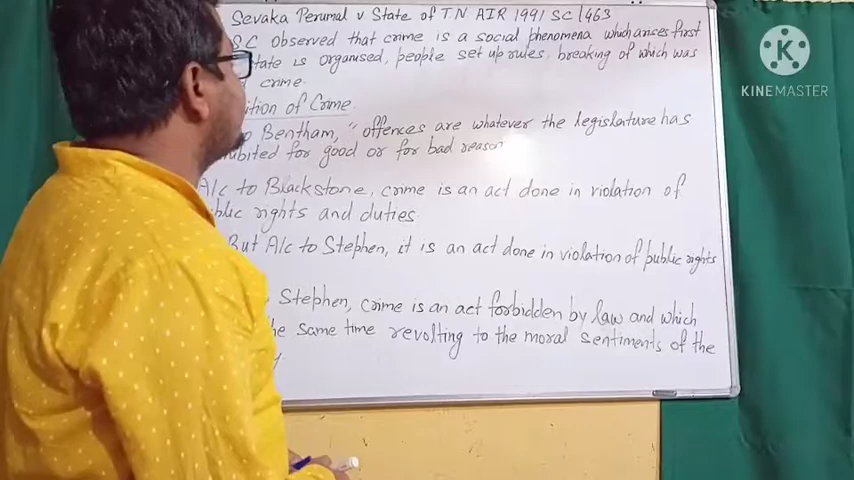 Sevaka Perumal v State of T.N AIR 1991 SC 1463
SC observed that crime is a social phenomena which arises first
state is organised, people set up rules, breaking of which was
crime.
ition of Crime
KINEMASTER
to Bentham, "offences are whatever the legislature has
hibited for good or for bad reason
A/c to Blackstone, crime is an act done in violation of
blic rights and duties
But A/c to Stephen, it is an act done in violation of public rights
Stephen, crime is an act forbidden by law and which
he same time revolting to the moral sentiments of the
y